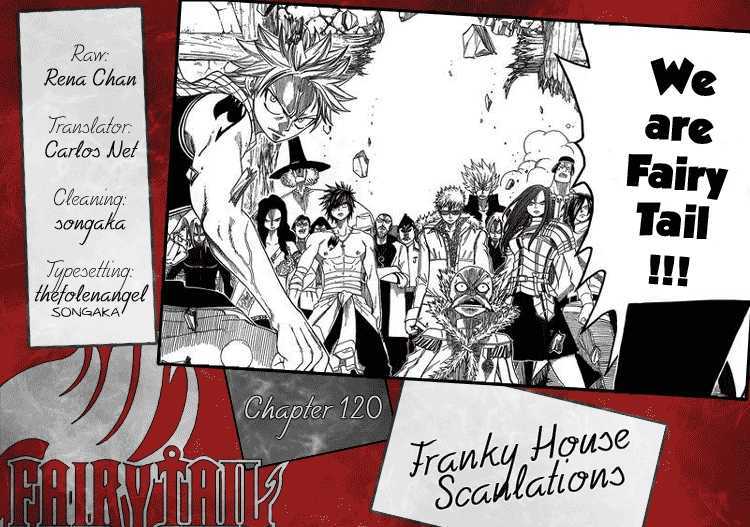 Raw:
Rena Chan
Translator:
Carlos Net
Cleaning:
songaka
Typesetting:
thefolenangel
SONGAKA
We
are
Fairy
Tail
!!!
Chapter 120
Franky House
Scanlations
FAIRY TAIL